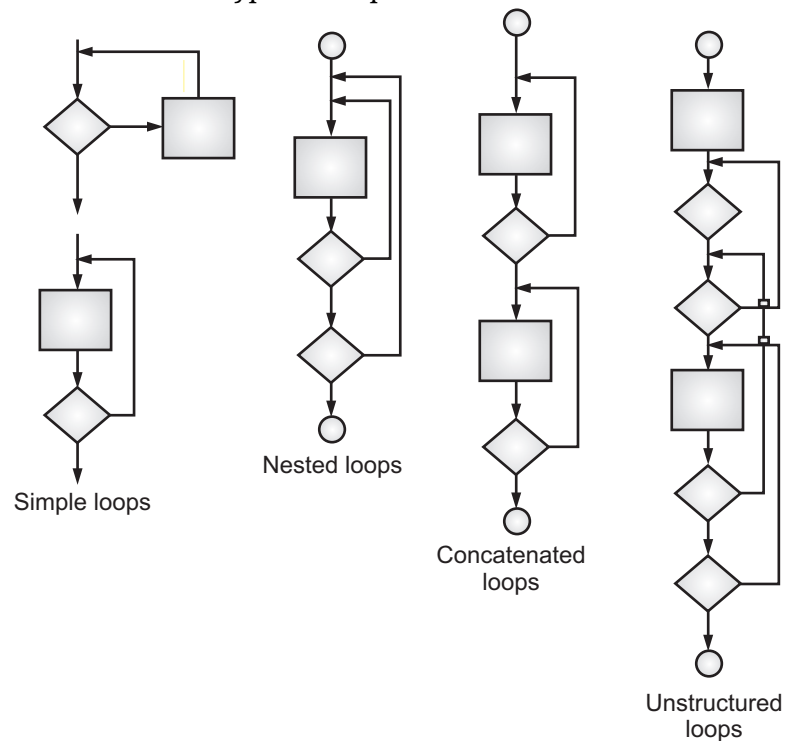 Simple loops
Nested loops
Concatenated
loops
Unstructured
loops